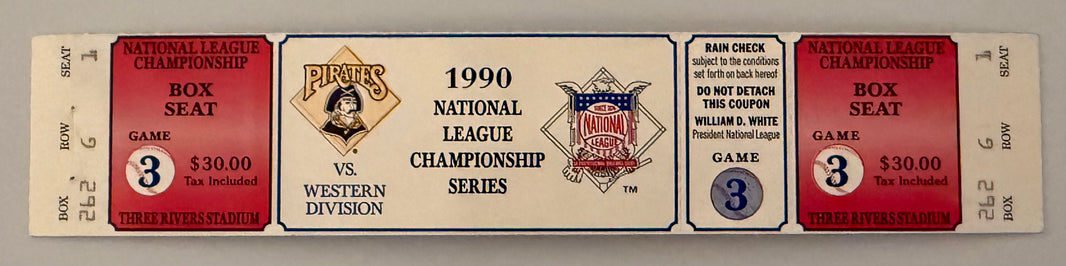 SEAT 1
ROW 6
BOX 262
NATIONAL LEAGUE
CHAMPIONSHIP
BOX
SEAT
GAME
3
$30.00
Tax Included
THREE RIVERS STADIUM
PIRATES
VS.
WESTERN
DIVISION
1990
NATIONAL
LEAGUE
CHAMPIONSHIP
SERIES
SINCE 1876
NATIONAL
LEAGUE
TM
RAIN CHECK
subject to the conditions
set forth on back hereof
DO NOT DETACH
THIS COUPON
WILLIAM D. WHITE
President National League
GAME
3
NATIONAL LEAGUE
CHAMPIONSHIP
BOX
SEAT
GAME
3
$30.00
Tax Included
THREE RIVERS STADIUM
SEAT 1
ROW 6
BOX 262